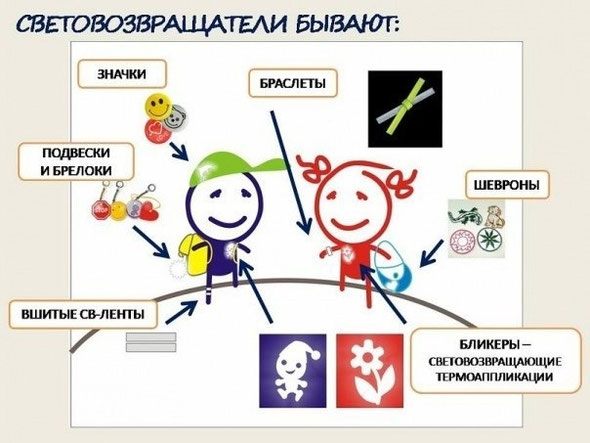 СВЕТОВОЗВРАЩАТЕЛИ БЫВАЮТ:
ЗНАЧКИ
БРАСЛЕТЫ
ПОДВЕСКИ
И БРЕЛОКИ
ШЕВРОНЫ
ВШИТЫЕ СВ-ЛЕНТЫ
БЛИКЕРЫ –
СВЕТОВОЗВРАЩАЮЩИЕ
ТЕРМОАППЛИКАЦИИ